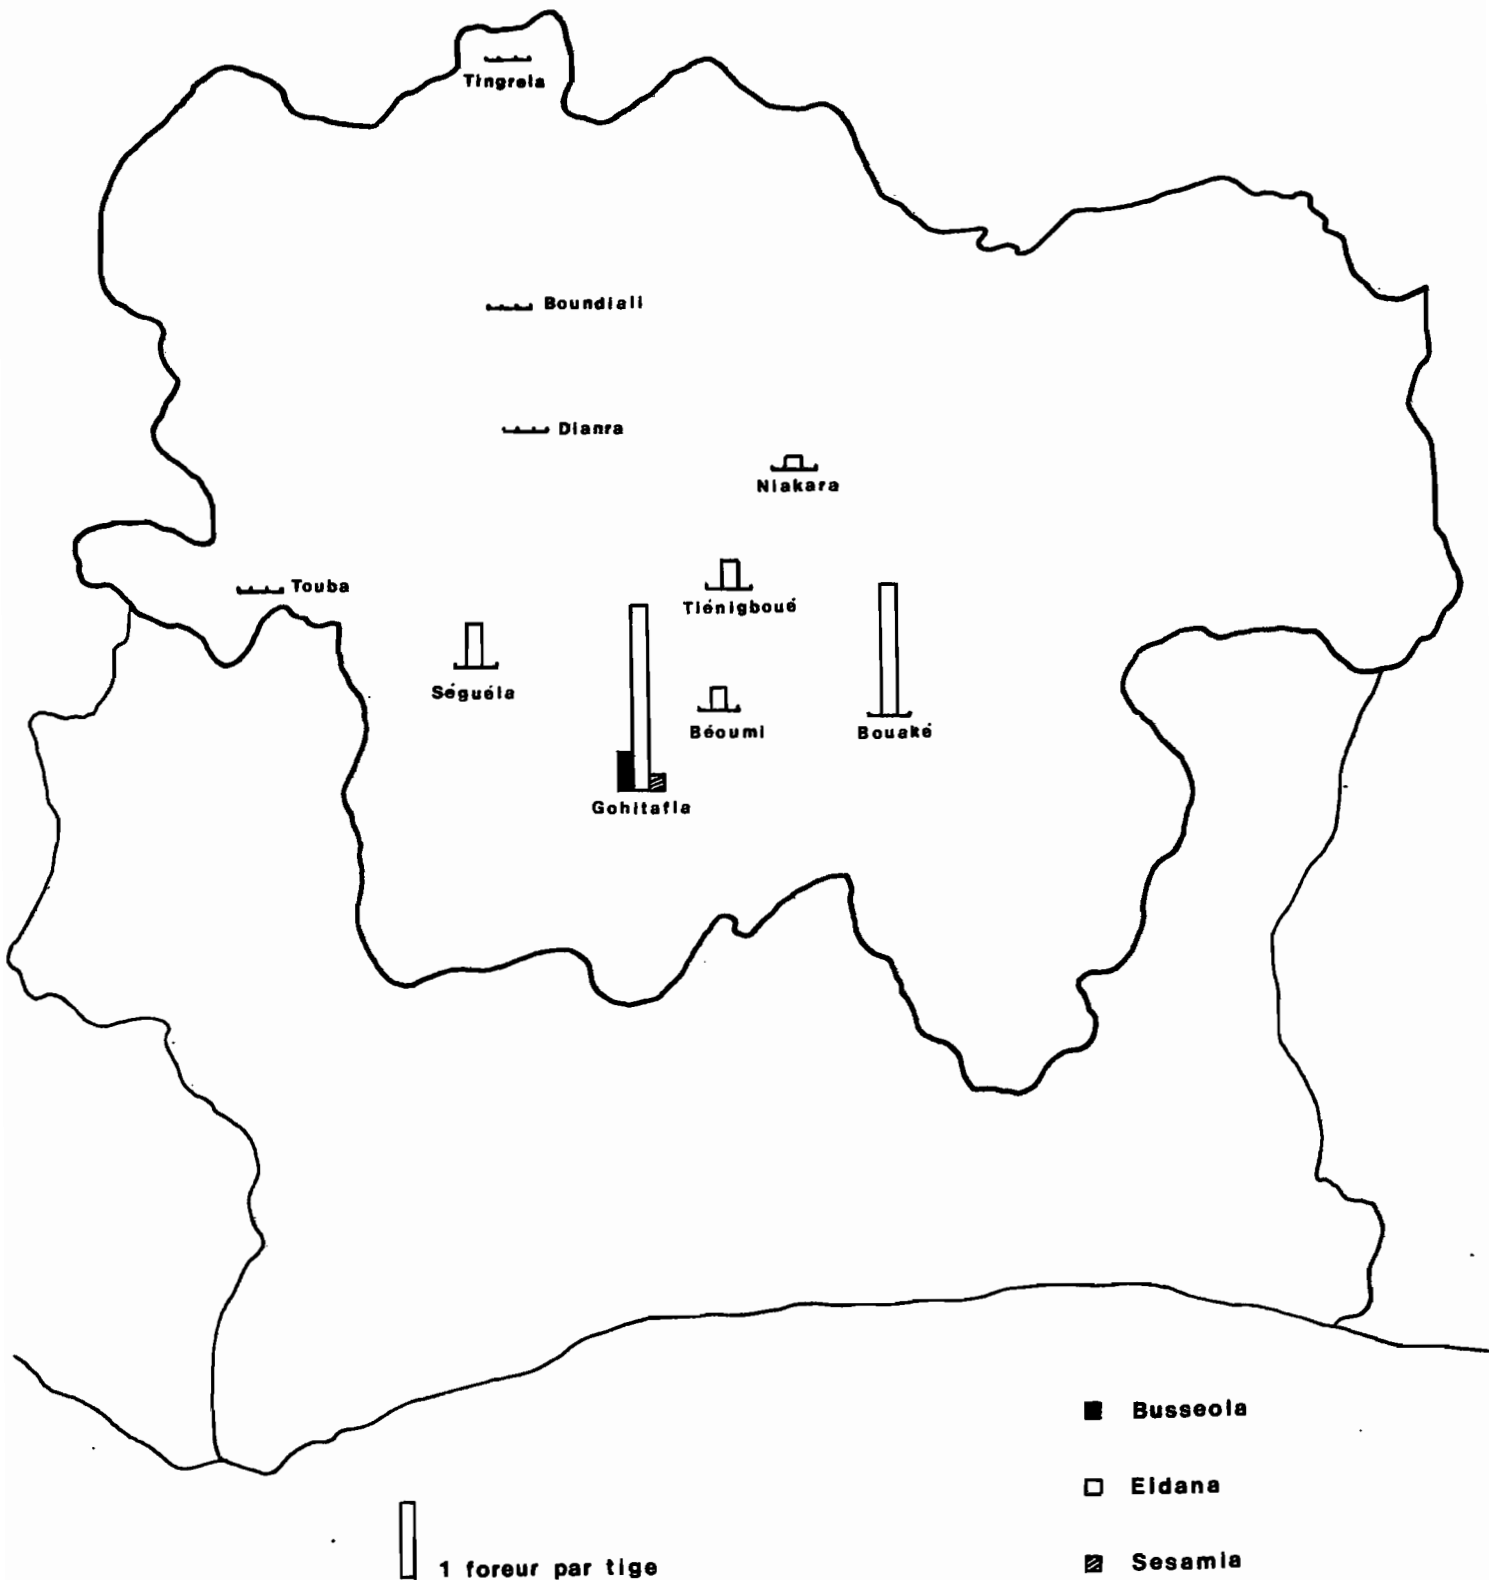 Tingrela
Boundiali
Dianra
Niakara
Touba
Tiénigboué
Séguéla
Béoumi
Bouaké
Gohitafla
Busseola
Eldana
1 foreur par tige
Sesamia